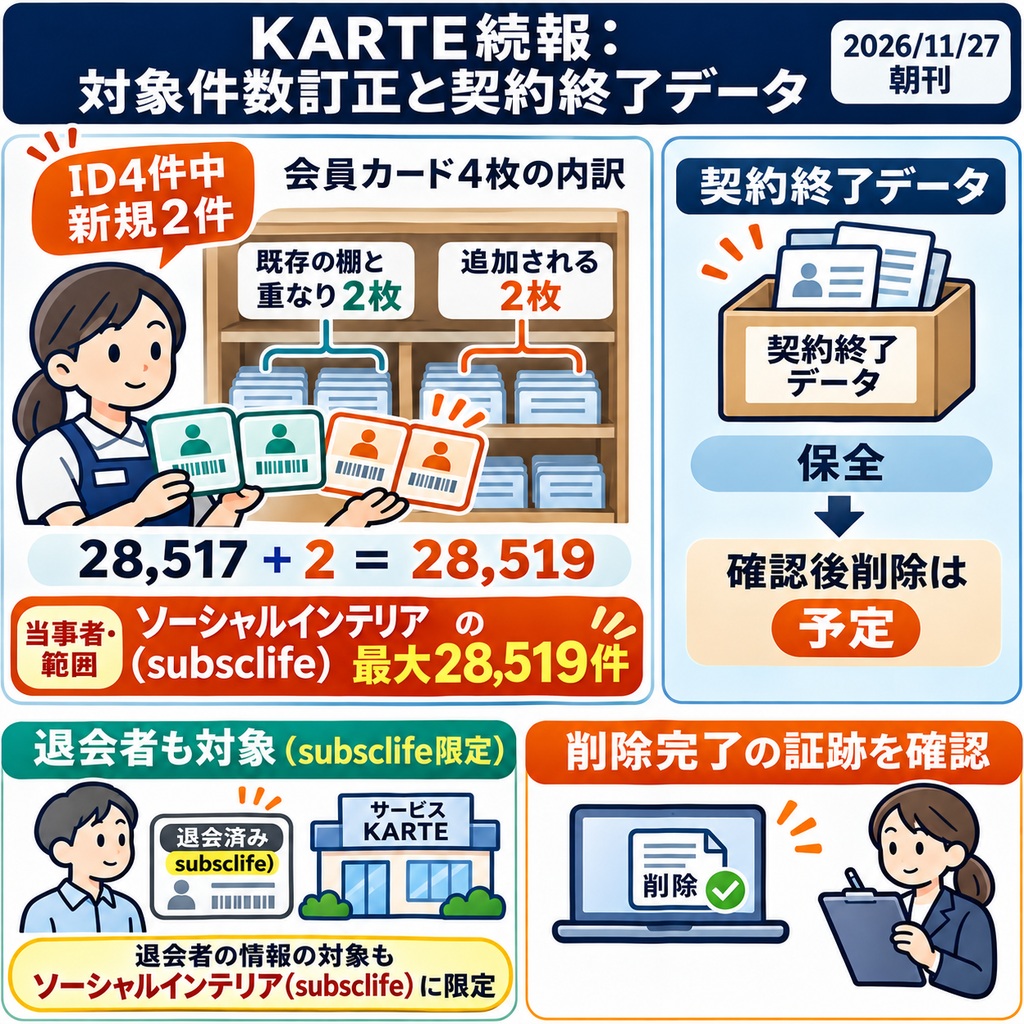 KARTE続報：
対象件数訂正と契約終了データ
2026/11/27
朝刊
ID4件中
新規2件
会員カード4枚の内訳
既存の棚と
重なり2枚
追加される
2枚
28,517 + 2 = 28,519
当事者・
範囲
ソーシャルインテリア の
(subsclife) 最大28,519件
契約終了データ
契約終了
データ
保全
確認後削除は
予定
退会者も対象(subsclife限定)
退会済み
subsclife)
サービス
KARTE
退会者の情報の対象も
ソーシャルインテリア(subsclife)に限定
削除完了の証跡を確認
削除